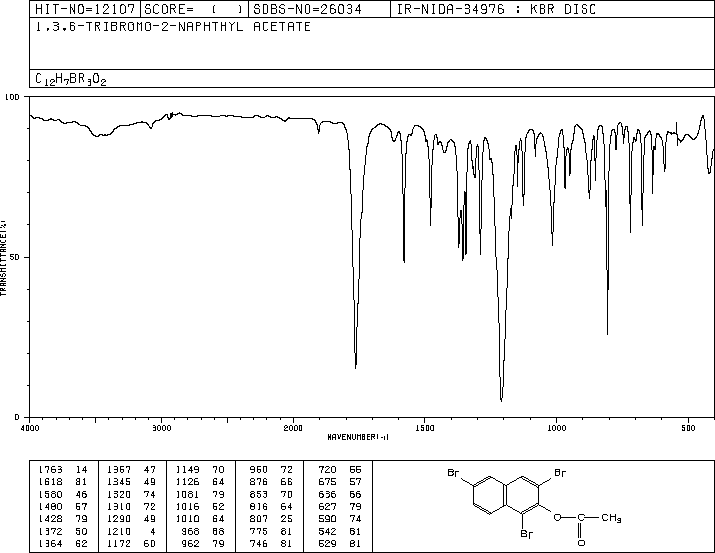 HIT-NO=12107 SCORE= ( ) SDBS-NO=26034 IR-NIDA-34976 : KBR DISC
1,3,6-TRIBROMO-2-NAPHTHYL ACETATE
C12H7BR3O2
100
50
0
TRANSMITTANCE(%)
4000 3000 2000 1500 1000 500
WAVENUMBER(-1)
1763 14 1357 47 1149 70 960 72 720 55
1618 81 1345 49 1126 64 876 66 675 57
1580 46 1320 74 1081 79 853 70 636 66
1480 57 1310 72 1016 52 816 64 627 79
1428 79 1290 49 1010 64 807 25 590 74
1372 50 1210 4 968 68 775 81 542 81
1364 62 1172 60 962 79 746 81 529 81
Br Br
Br O CH3
O